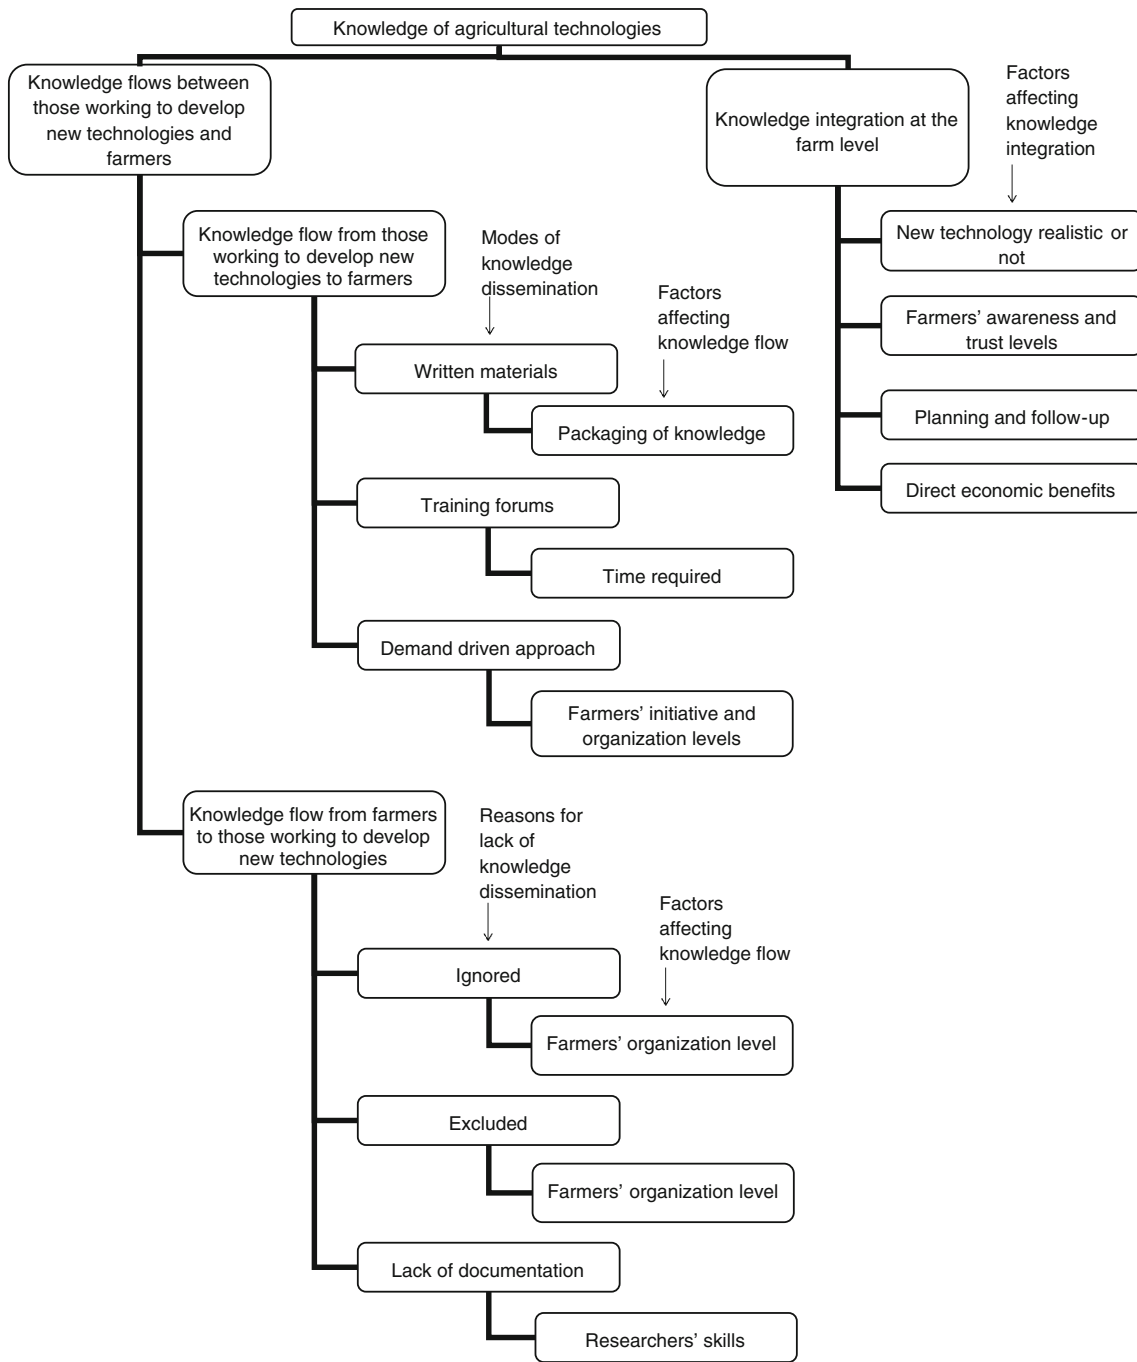 Knowledge of agricultural technologies
Knowledge flows between
those working to develop
new technologies and
farmers
Knowledge integration at the
farm level
Factors
affecting
knowledge
integration
New technology realistic or
not
Farmers’ awareness and
trust levels
Planning and follow-up
Direct economic benefits
Knowledge flow from those
working to develop new
technologies to farmers
Modes of
knowledge
dissemination
Factors
affecting
knowledge flow
Written materials
Packaging of knowledge
Training forums
Time required
Demand driven approach
Farmers’ initiative and
organization levels
Knowledge flow from farmers
to those working to develop
new technologies
Reasons for
lack of
knowledge
dissemination
Factors
affecting
knowledge flow
Ignored
Farmers’ organization level
Excluded
Farmers’ organization level
Lack of documentation
Researchers’ skills